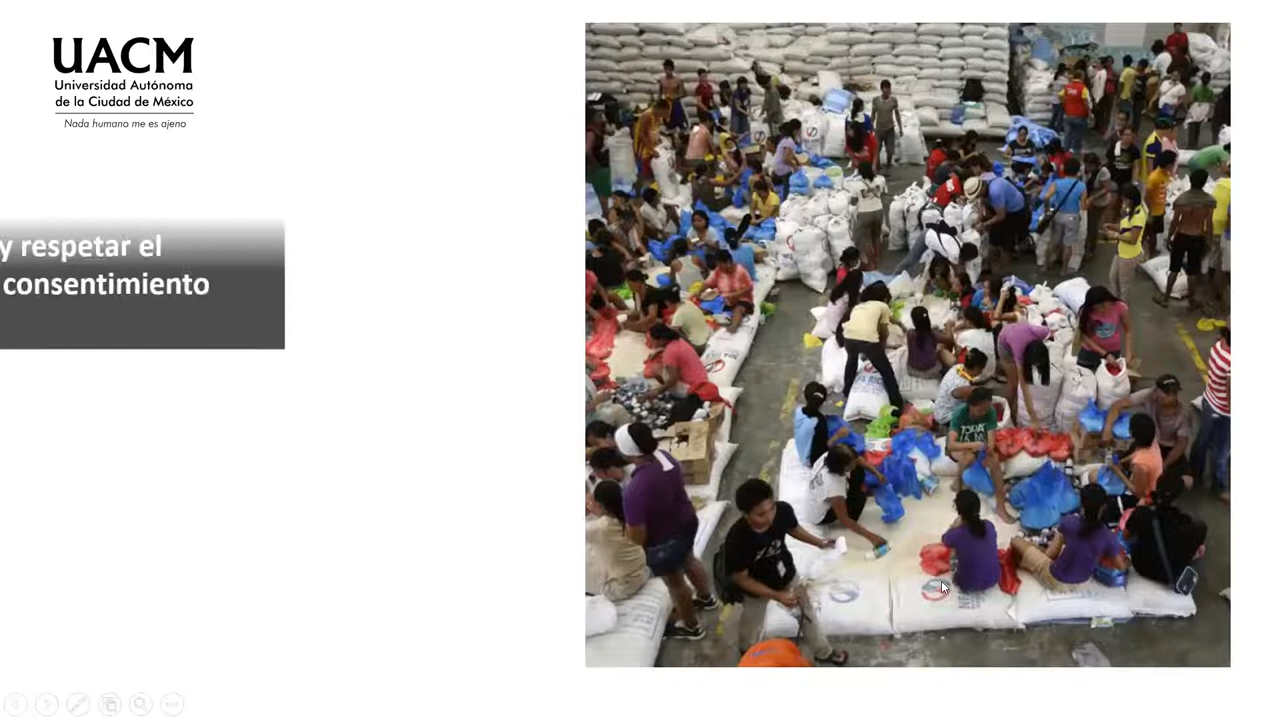 UACM
Universidad Autónoma
de la Ciudad de México
Nada humano me es ajeno
y respetar el
consentimiento